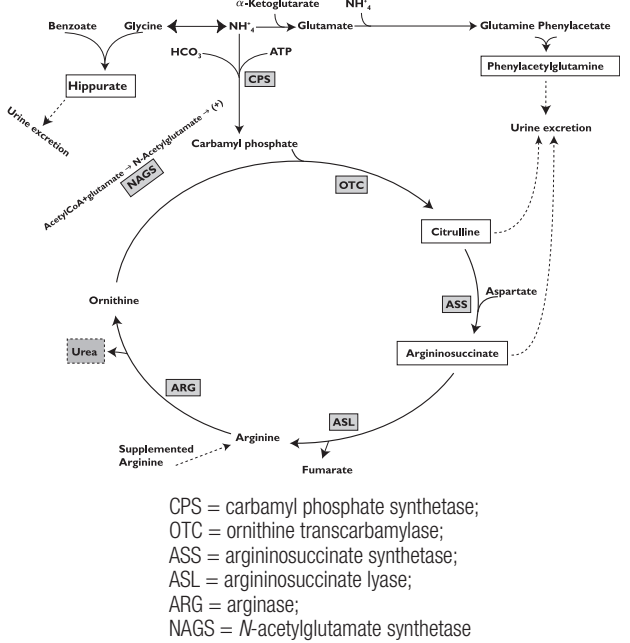 α-Ketoglutarate NH⁺₄
Benzoate Glycine NH⁺₄ Glutamate Glutamine Phenylacetate
HCO₃ ATP
CPS
Hippurate
Phenylacetylglutamine
Urine excretion
Urine excretion
AcetylCoA+glutamate → N-Acetylglutamate → (+)
NAGS
Carbamyl phosphate
OTC
Citrulline
Ornithine
ASS
Aspartate
Urea
Argininosuccinate
ARG
ASL
Arginine
Supplemented
Arginine
Fumarate
CPS = carbamyl phosphate synthetase;
OTC = ornithine transcarbamylase;
ASS = argininosuccinate synthetase;
ASL = argininosuccinate lyase;
ARG = arginase;
NAGS = N-acetylglutamate synthetase